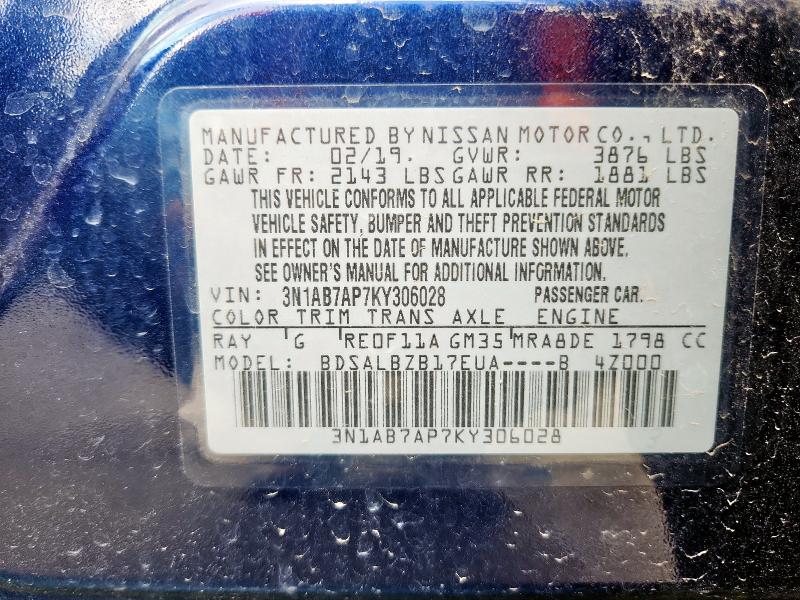 MANUFACTURED BY NISSAN MOTOR CO., LTD.
DATE: 02/19. GVWR: 3876 LBS
GAWR FR: 2143 LBS GAWR RR: 1881 LBS
THIS VEHICLE CONFORMS TO ALL APPLICABLE FEDERAL MOTOR
VEHICLE SAFETY, BUMPER AND THEFT PREVENTION STANDARDS
IN EFFECT ON THE DATE OF MANUFACTURE SHOWN ABOVE.
SEE OWNER'S MANUAL FOR ADDITIONAL INFORMATION.
VIN: 3N1AB7AP7KY306028 PASSENGER CAR.
COLOR TRIM TRANS AXLE ENGINE
RAY G RE0F11A GM35 MRA8DE 1798 CC
MODEL: BDSALBZB17EUA----B 4Z000
3N1AB7AP7KY306028